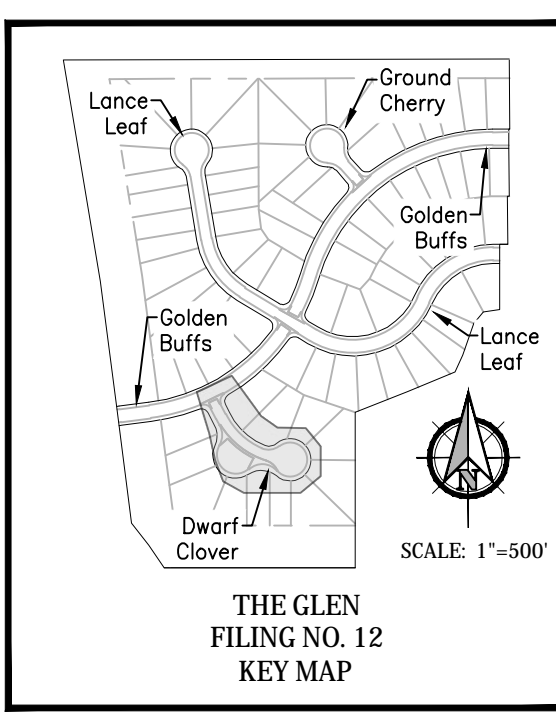 Ground
Cherry
Lance
Leaf
Golden
Buffs
Golden
Buffs
Lance
Leaf
Dwarf
Clover
N
SCALE: 1"=500'
THE GLEN
FILING NO. 12
KEY MAP